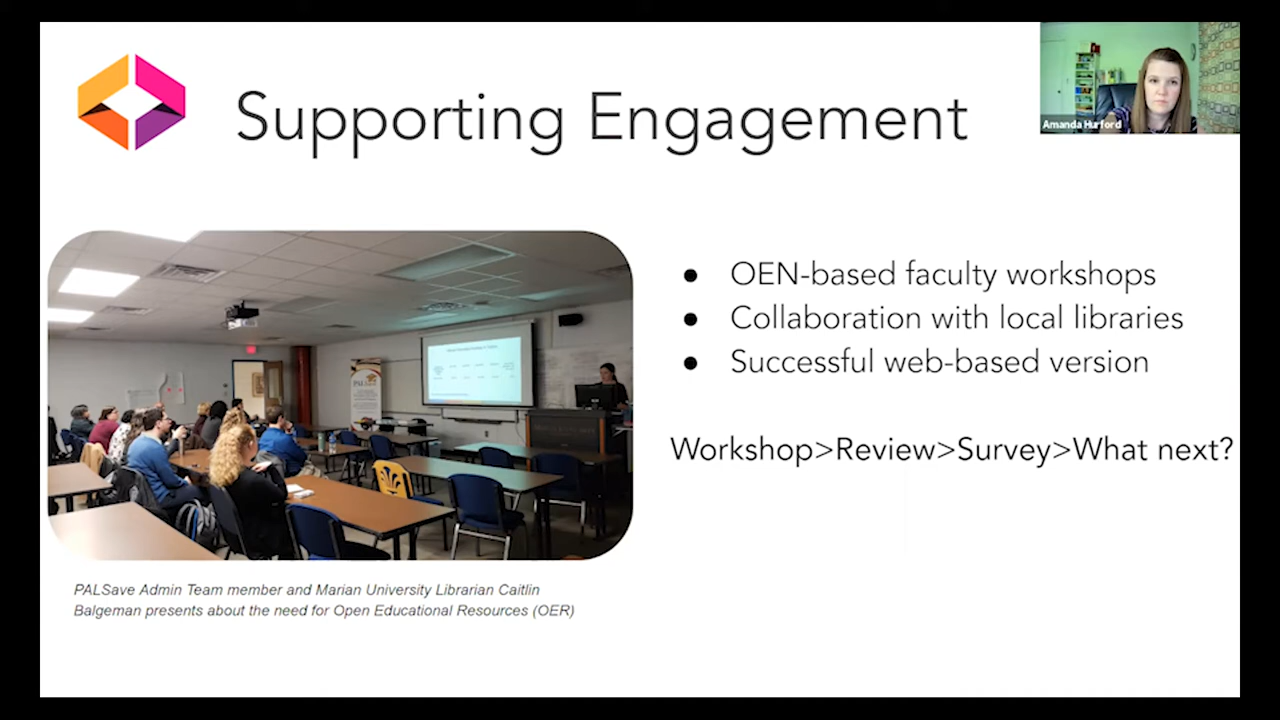 Supporting Engagement
Amanda Hurford
● OEN-based faculty workshops
● Collaboration with local libraries
● Successful web-based version
Workshop>Review>Survey>What next?
PALSave Admin Team member and Marian University Librarian Caitlin
Balgeman presents about the need for Open Educational Resources (OER)